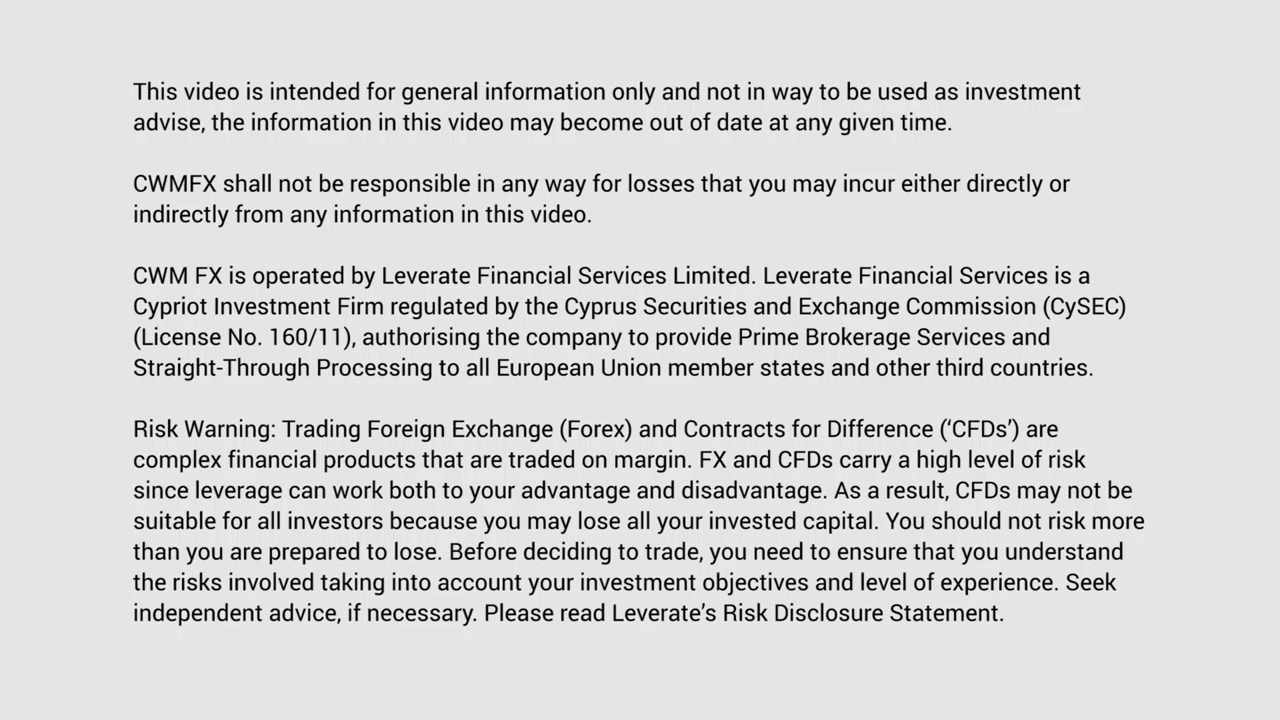 This video is intended for general information only and not in way to be used as investment
advise, the information in this video may become out of date at any given time.
CWMFX shall not be responsible in any way for losses that you may incur either directly or
indirectly from any information in this video.
CWM FX is operated by Leverate Financial Services Limited. Leverate Financial Services is a
Cypriot Investment Firm regulated by the Cyprus Securities and Exchange Commission (CySEC)
(License No. 160/11), authorising the company to provide Prime Brokerage Services and
Straight-Through Processing to all European Union member states and other third countries.
Risk Warning: Trading Foreign Exchange (Forex) and Contracts for Difference (‘CFDs’) are
complex financial products that are traded on margin. FX and CFDs carry a high level of risk
since leverage can work both to your advantage and disadvantage. As a result, CFDs may not be
suitable for all investors because you may lose all your invested capital. You should not risk more
than you are prepared to lose. Before deciding to trade, you need to ensure that you understand
the risks involved taking into account your investment objectives and level of experience. Seek
independent advice, if necessary. Please read Leverate’s Risk Disclosure Statement.